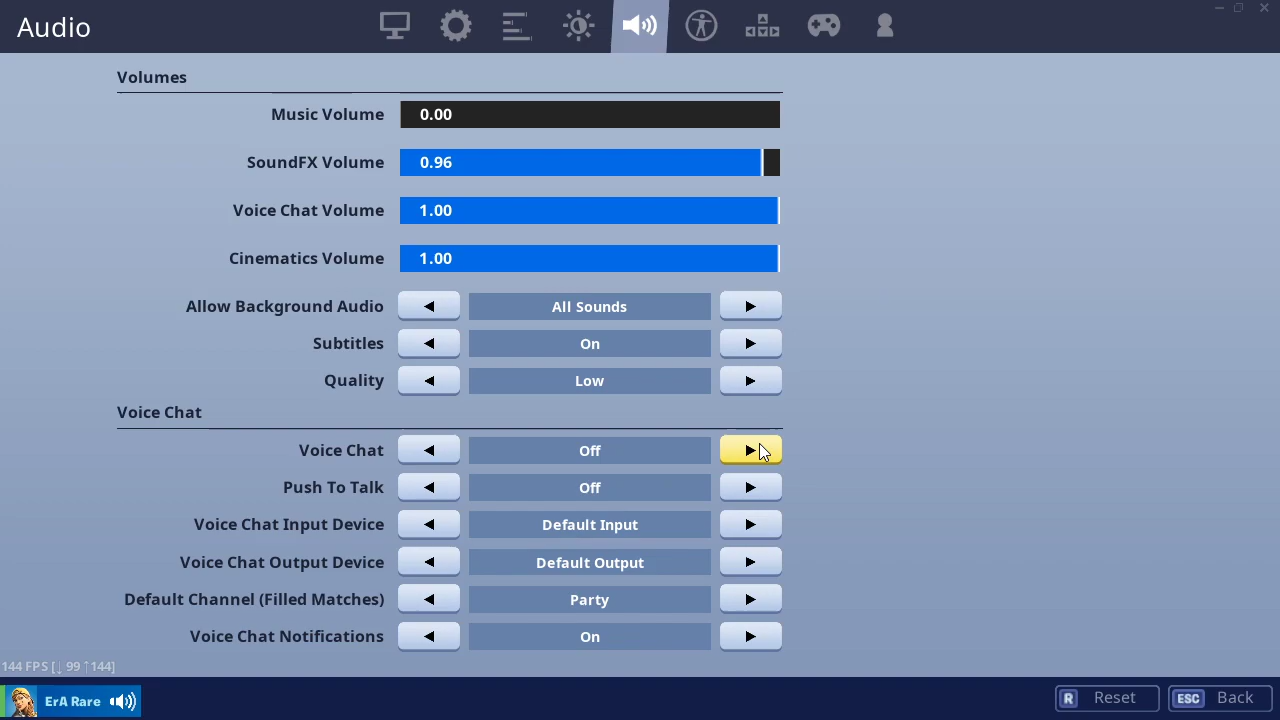 Audio
Volumes
Music Volume 0.00
SoundFX Volume 0.96
Voice Chat Volume 1.00
Cinematics Volume 1.00
Allow Background Audio All Sounds
Subtitles On
Quality Low
Voice Chat
Voice Chat Off
Push To Talk Off
Voice Chat Input Device Default Input
Voice Chat Output Device Default Output
Default Channel (Filled Matches) Party
Voice Chat Notifications On
144 FPS [↓ 99 ↑144]
ErA Rare
R Reset ESC Back